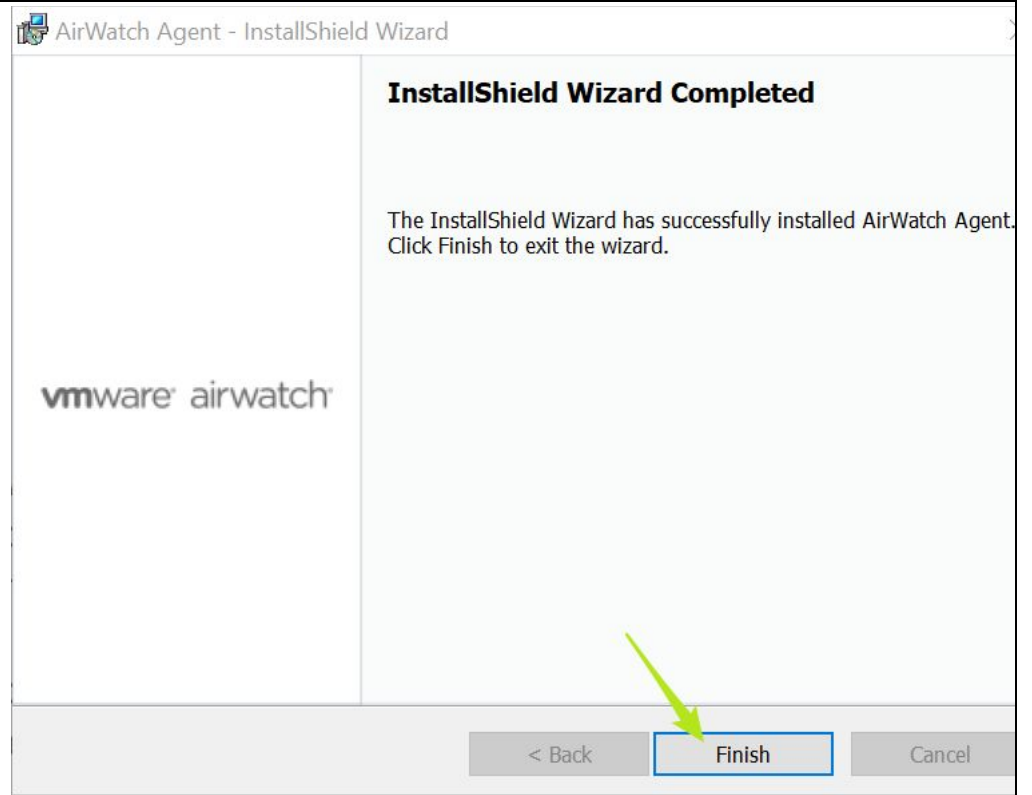 AirWatch Agent - InstallShield Wizard
InstallShield Wizard Completed
The InstallShield Wizard has successfully installed AirWatch Agent.
Click Finish to exit the wizard.
vmware airwatch
< Back
Finish
Cancel